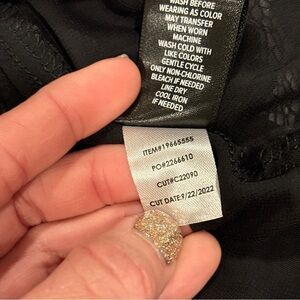 WASH BEFORE
WEARING AS COLOR
MAY TRANSFER
WHEN WORN
MACHINE
WASH COLD WITH
LIKE COLORS
GENTLE CYCLE
ONLY NON-CHLORINE
BLEACH IF NEEDED
LINE DRY
COOL IRON
IF NEEDED
ITEM#19665555
PO#2266610
CUT#C22090
CUT DATE:9/22/2022